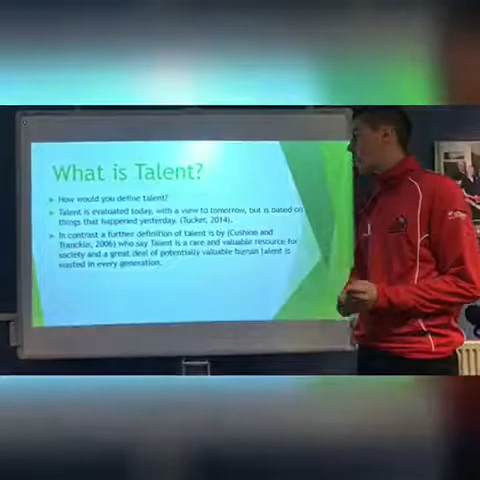 What is Talent?
How would you define talent?
Talent is evaluated today, with a view to tomorrow, but is based on
things that happened yesterday. (Tucker, 2014).
In contrast a further definition of talent is by (Cushion and
2006) who say Talent is a rare and valuable resource for
society and a great deal of potentially valuable human talent is
wasted in every generation.